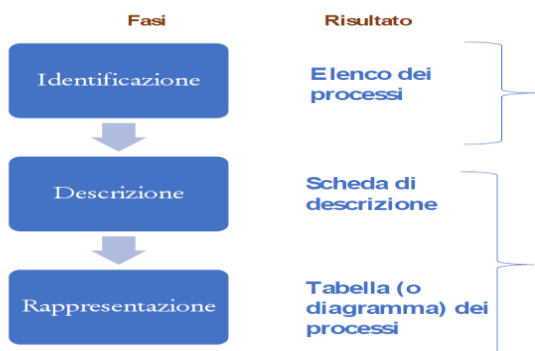 Fasi Risultato
Identificazione
Elenco dei
processi
Descrizione
Scheda di
descrizione
Rappresentazione
Tabella (o
diagramma) dei
processi